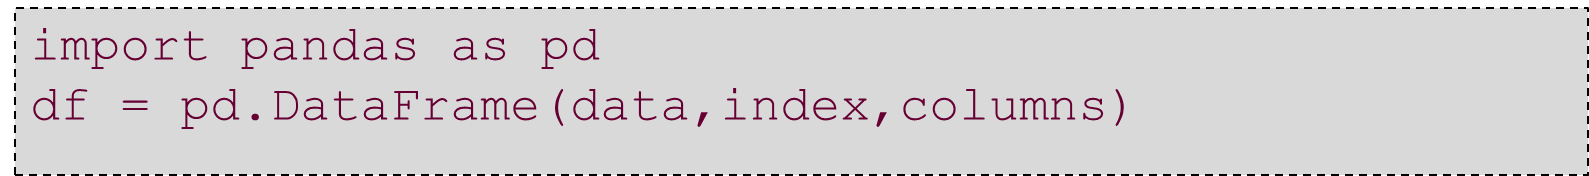 import pandas as pd
df = pd.DataFrame(data,index,columns)